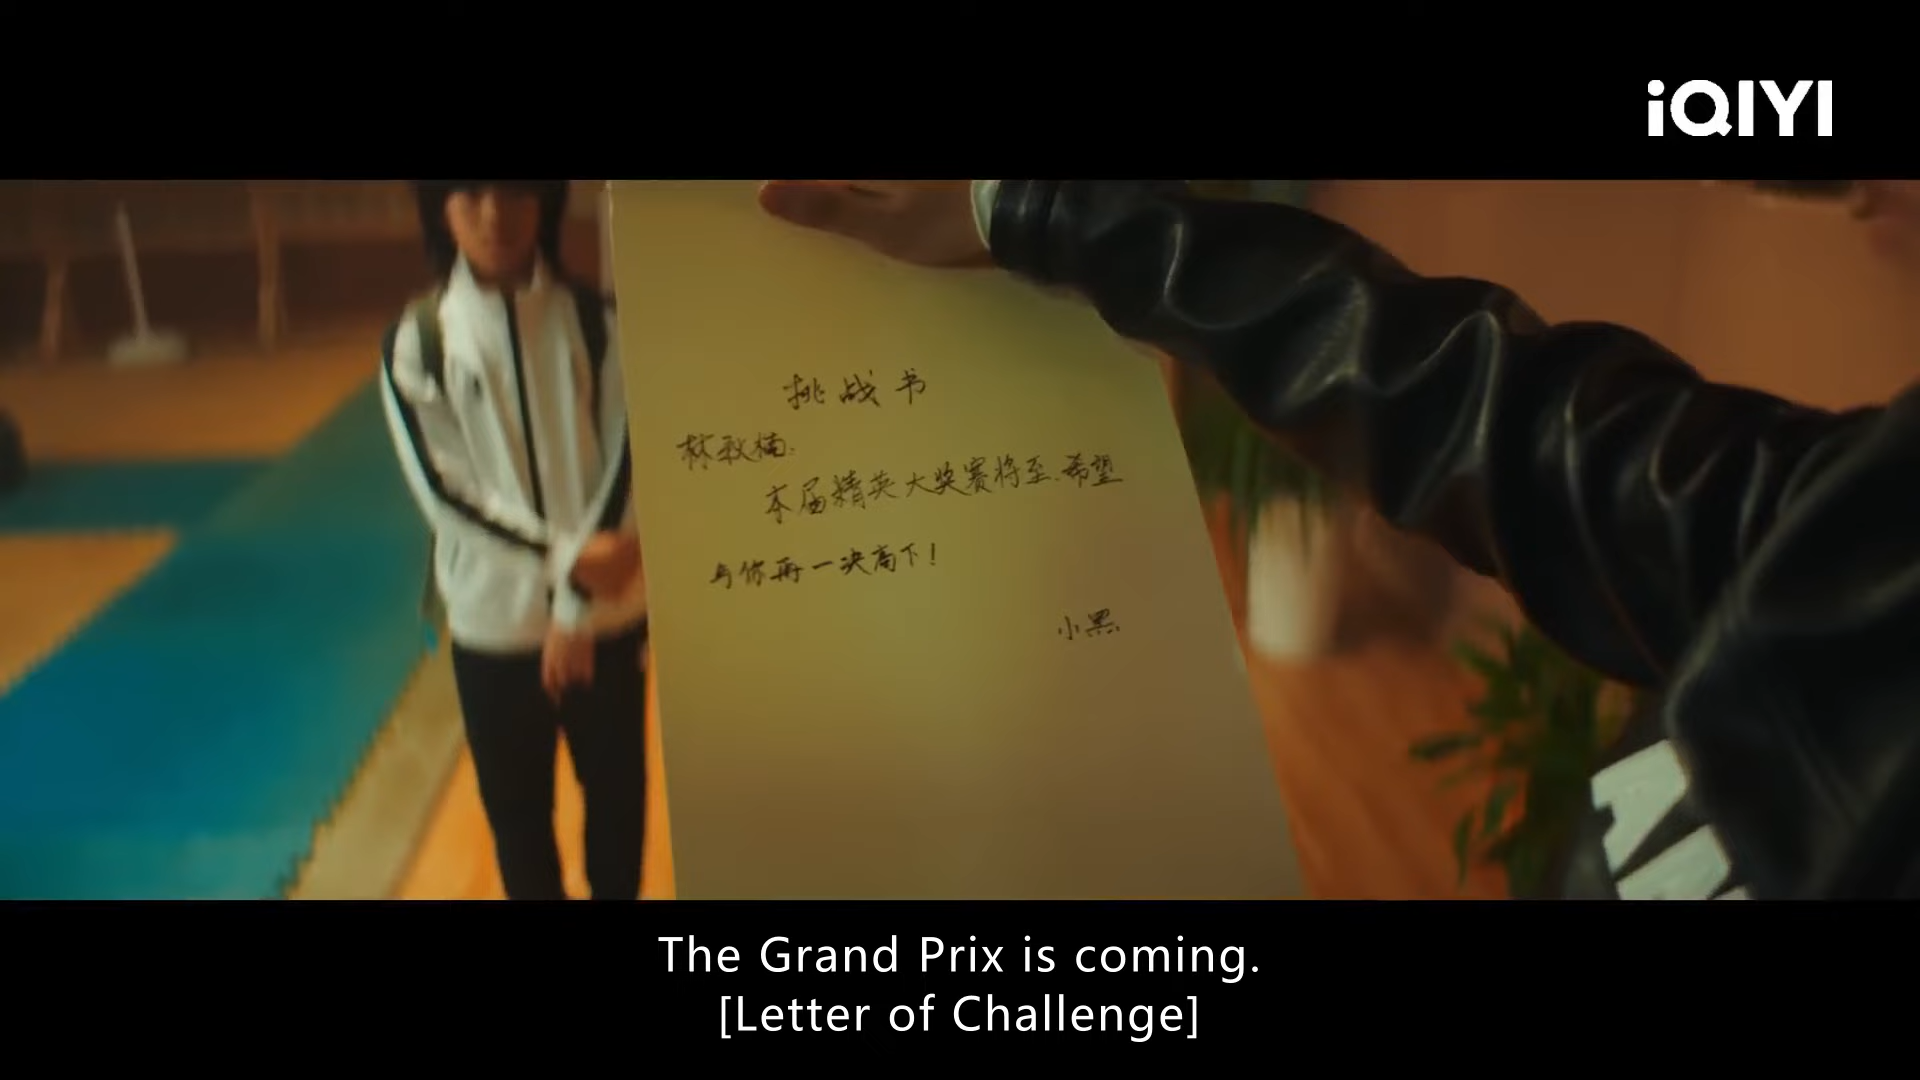 iQIYI
挑战书
林秋楠.
本届精英大奖赛将至.希望
与你再一决高下!
小黑
The Grand Prix is coming.
[Letter of Challenge]